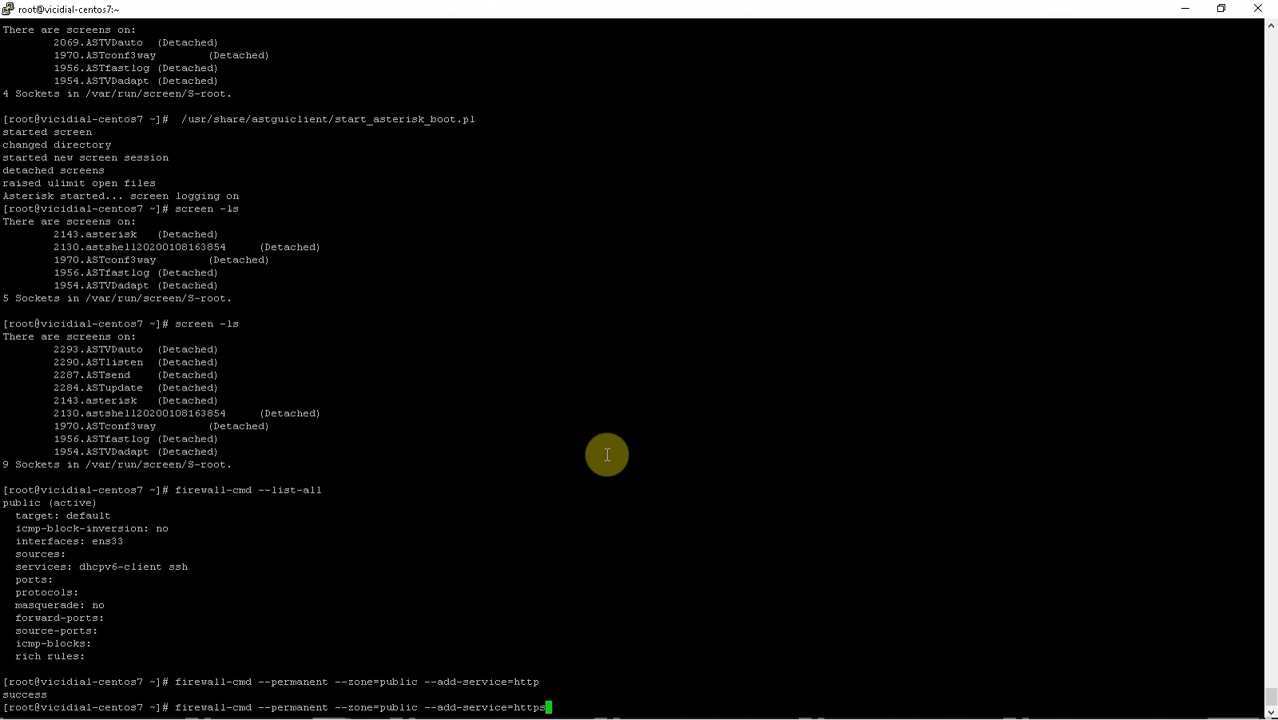 root@vicidial-centos7:~
There are screens on:
        2069.ASTVDauto  (Detached)
        1970.ASTconf3way        (Detached)
        1956.ASTfastlog (Detached)
        1954.ASTVDadapt (Detached)
4 Sockets in /var/run/screen/S-root.
[root@vicidial-centos7 ~]#  /usr/share/astguiclient/start_asterisk_boot.pl
started screen
changed directory
started new screen session
detached screens
raised ulimit open files
Asterisk started... screen logging on
[root@vicidial-centos7 ~]# screen -ls
There are screens on:
        2143.asterisk   (Detached)
        2130.astshell20200108163854     (Detached)
        1970.ASTconf3way        (Detached)
        1956.ASTfastlog (Detached)
        1954.ASTVDadapt (Detached)
5 Sockets in /var/run/screen/S-root.
[root@vicidial-centos7 ~]# screen -ls
There are screens on:
        2293.ASTVDauto  (Detached)
        2290.ASTlisten  (Detached)
        2287.ASTsend    (Detached)
        2284.ASTupdate  (Detached)
        2143.asterisk   (Detached)
        2130.astshell20200108163854     (Detached)
        1970.ASTconf3way        (Detached)
        1956.ASTfastlog (Detached)
        1954.ASTVDadapt (Detached)
9 Sockets in /var/run/screen/S-root.
[root@vicidial-centos7 ~]# firewall-cmd --list-all
public (active)
  target: default
  icmp-block-inversion: no
  interfaces: ens33
  sources:
  services: dhcpv6-client ssh
  ports:
  protocols:
  masquerade: no
  forward-ports:
  source-ports:
  icmp-blocks:
  rich rules:
[root@vicidial-centos7 ~]# firewall-cmd --permanent --zone=public --add-service=http
success
[root@vicidial-centos7 ~]# firewall-cmd --permanent --zone=public --add-service=https